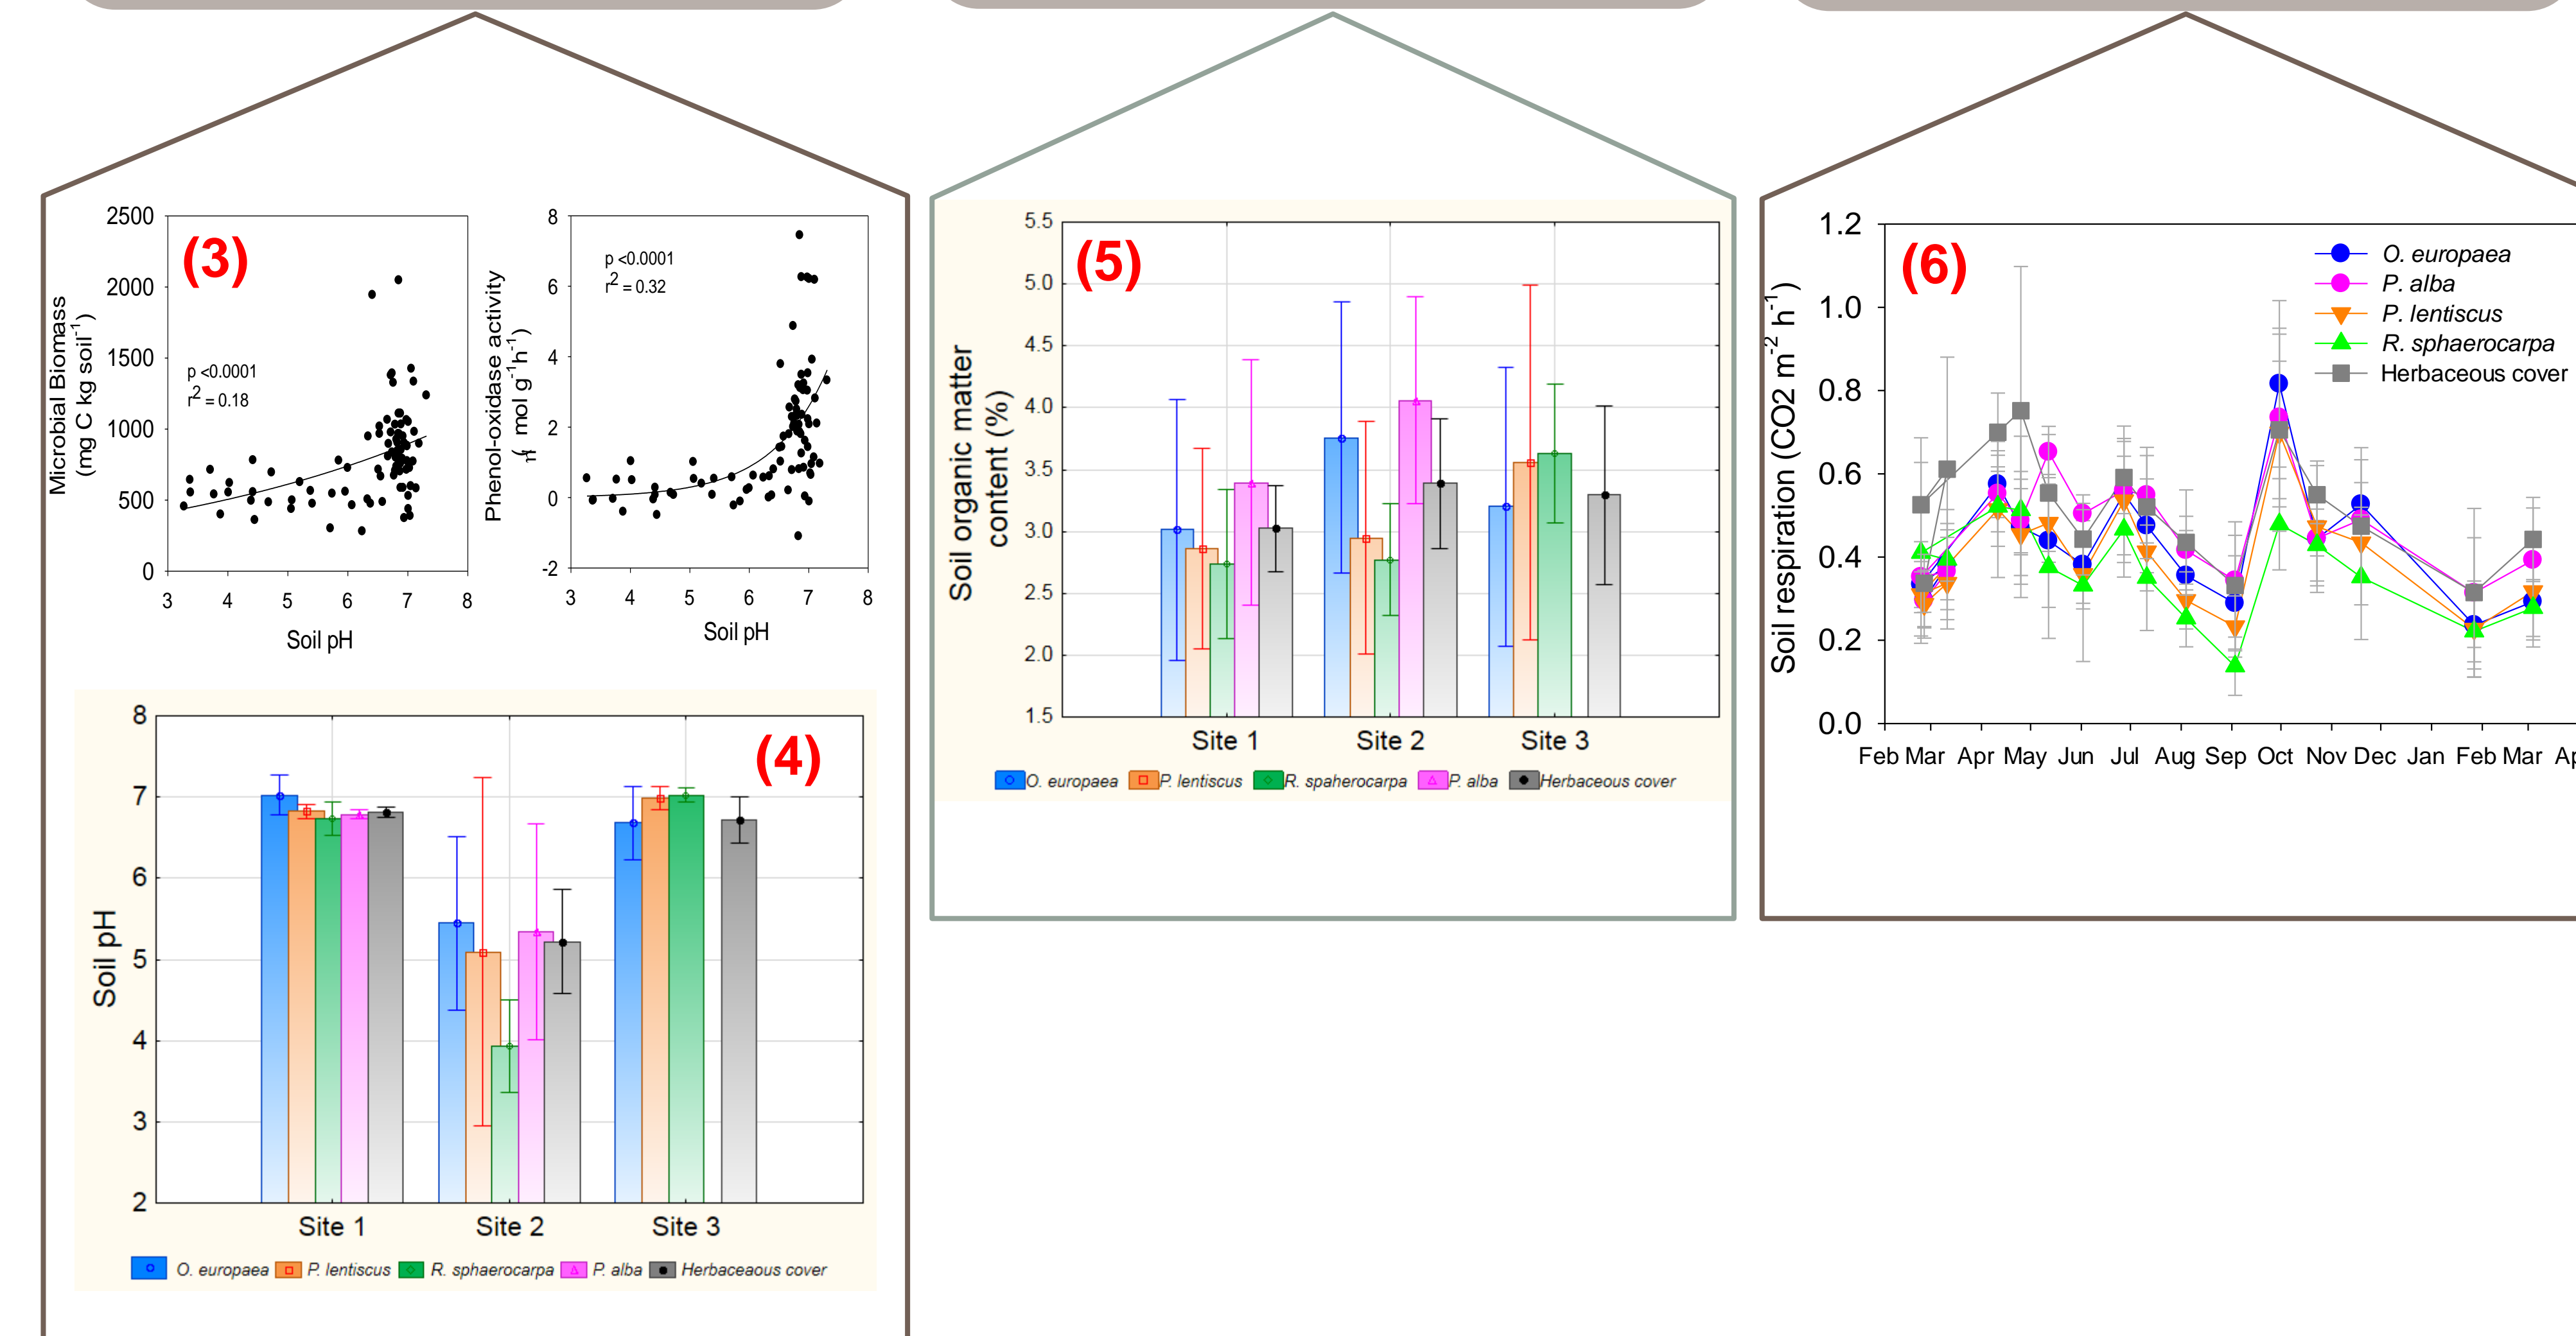 (3)
2500
2000
1500
1000
500
0
3 4 5 6 7 8
Soil pH
Microbial Biomass
(mg C kg soil-1)
p <0.0001
r2 = 0.18
8
6
4
2
0
-2
3 4 5 6 7 8
Soil pH
Phenol-oxidase activity
p <0.0001
r2 = 0.32
(4)
8
7
6
5
4
3
2
Soil pH
Site 1 Site 2 Site 3
O. europaea P. lentiscus R. sphaerocarpa P. alba Herbaceaous cover
(5)
5.5
5.0
4.5
4.0
3.5
3.0
2.5
2.0
1.5
Soil organic matter
content (%)
Site 1 Site 2 Site 3
O. europaea P. lentiscus R. spaherocarpa P. alba Herbaceous cover
(6)
1.2
1.0
0.8
0.6
0.4
0.2
0.0
Soil respiration (CO2 m-2 h-1)
O. europaea
P. alba
P. lentiscus
R. sphaerocarpa
Herbaceous cover
Feb Mar Apr May Jun Jul Aug Sep Oct Nov Dec Jan Feb Mar